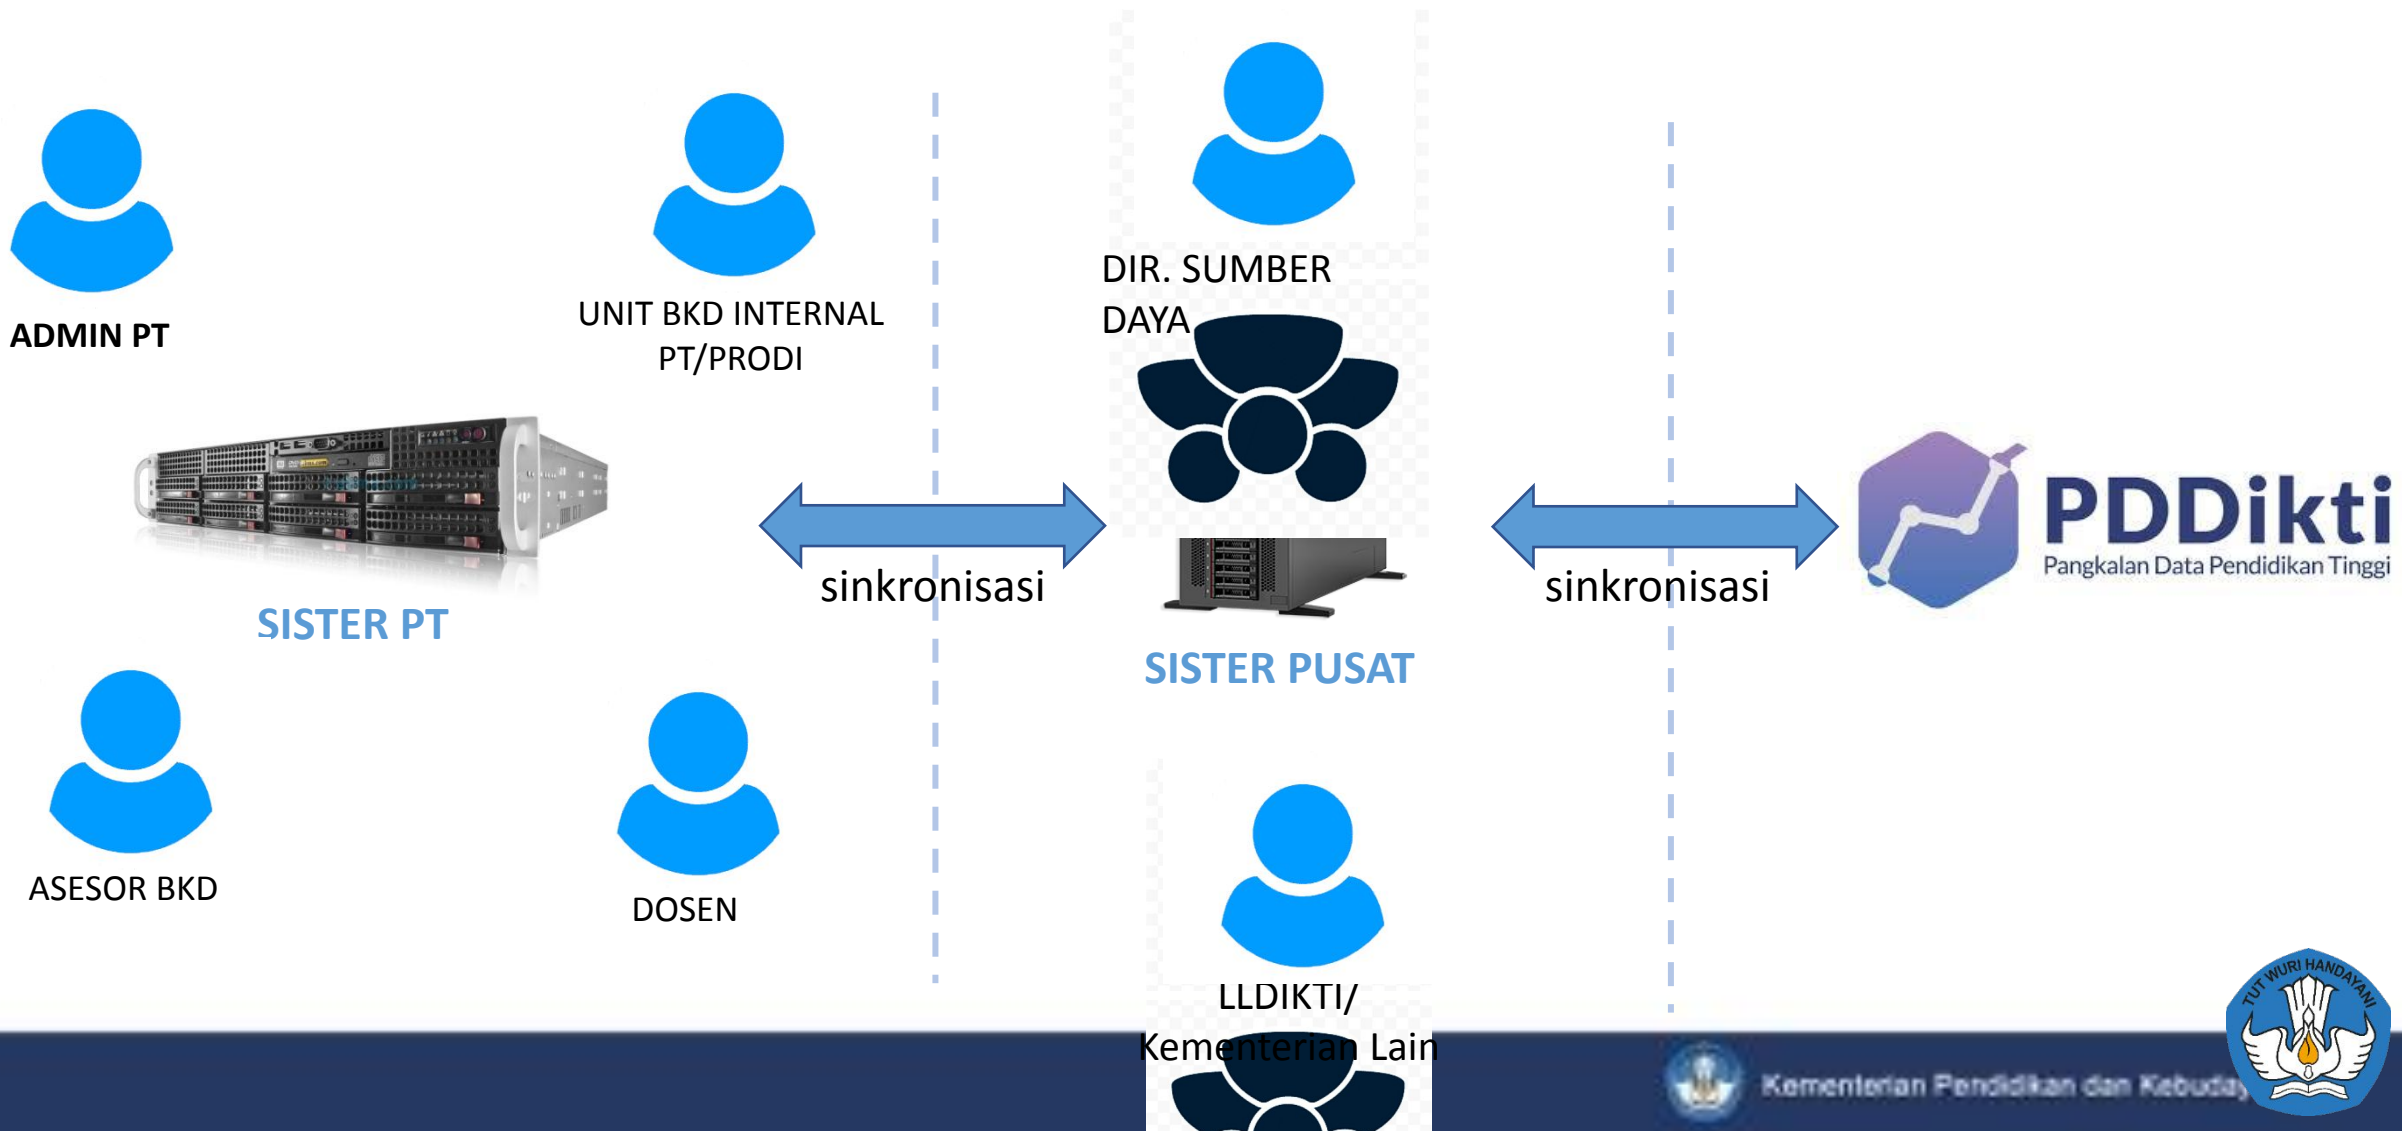 ADMIN PT
UNIT BKD INTERNAL
PT/PRODI
DIR. SUMBER
DAYA
SISTER PT
sinkronisasi
SISTER PUSAT
sinkronisasi
PDDikti
Pangkalan Data Pendidikan Tinggi
ASESOR BKD
DOSEN
LLDIKTI/
Kementerian Lain
TUT WURI HANDAYANI
Kementerian Pendidikan dan